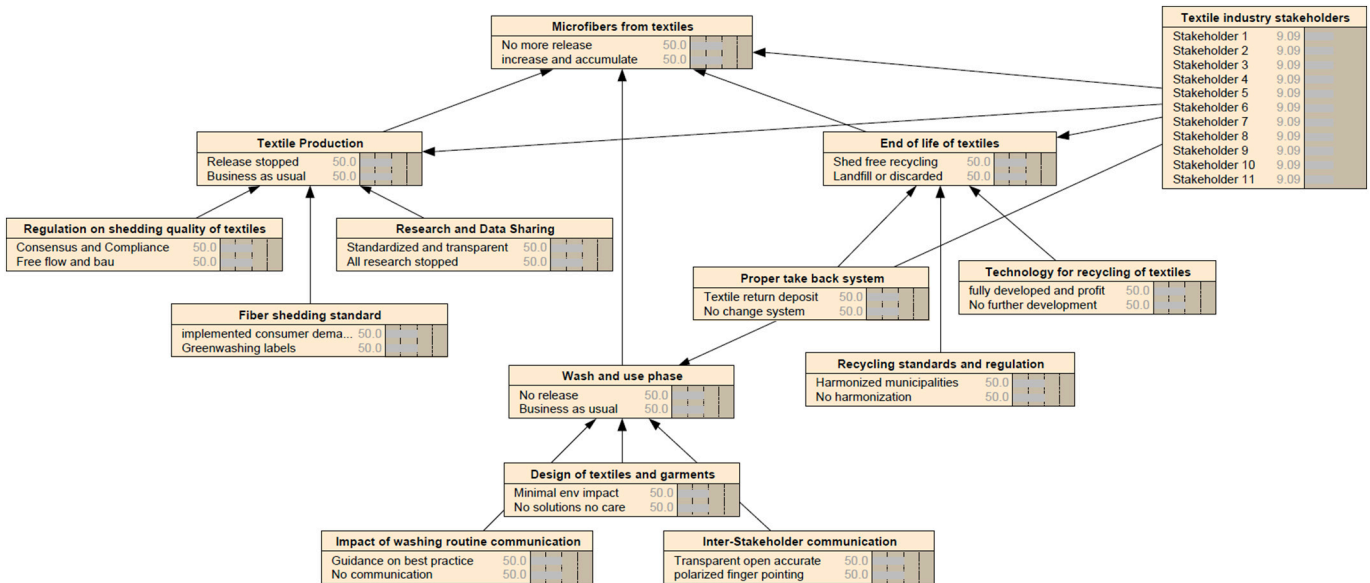 Microfibers from textiles
No more release 50.0
increase and accumulate 50.0
Textile industry stakeholders
Stakeholder 1 9.09
Stakeholder 2 9.09
Stakeholder 3 9.09
Stakeholder 4 9.09
Stakeholder 5 9.09
Stakeholder 6 9.09
Stakeholder 7 9.09
Stakeholder 8 9.09
Stakeholder 9 9.09
Stakeholder 10 9.09
Stakeholder 11 9.09
Textile Production
Release stopped 50.0
Business as usual 50.0
End of life of textiles
Shed free recycling 50.0
Landfill or discarded 50.0
Regulation on shedding quality of textiles
Consensus and Compliance 50.0
Free flow and bau 50.0
Research and Data Sharing
Standardized and transparent 50.0
All research stopped 50.0
Proper take back system
Textile return deposit 50.0
No change system 50.0
Technology for recycling of textiles
fully developed and profit 50.0
No further development 50.0
Fiber shedding standard
implemented consumer dema... 50.0
Greenwashing labels 50.0
Recycling standards and regulation
Harmonized municipalities 50.0
No harmonization 50.0
Wash and use phase
No release 50.0
Business as usual 50.0
Design of textiles and garments
Minimal env impact 50.0
No solutions no care 50.0
Impact of washing routine communication
Guidance on best practice 50.0
No communication 50.0
Inter-Stakeholder communication
Transparent open accurate 50.0
polarized finger pointing 50.0